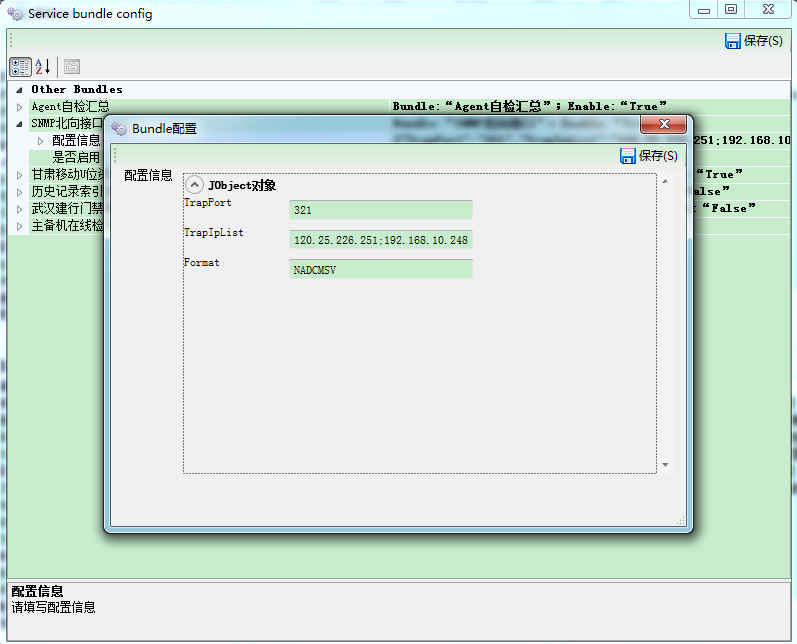 Service bundle config
保存(S)
Other Bundles
Agent自检汇总 Bundle:“Agent自检汇总”; Enable:“True”
SNMP北向接口
配置信息 251;192.168.10
是否启用
甘肃移动U位资 “True”
历史记录索引 alse”
武汉建行门禁 :“False”
主备机在线检
Bundle配置
保存(S)
配置信息
JObject对象
TrapPort 321
TrapIpList 120.25.226.251;192.168.10.248
Format NADCMSV
配置信息
请填写配置信息